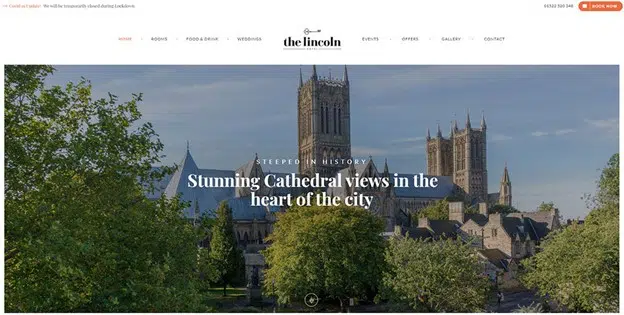 Covid-19 Update! We will be temporarily closed during Lockdown
01522 520 348
BOOK NOW
HOME ROOMS FOOD & DRINK WEDDINGS
the lincoln
HOTEL
EVENTS OFFERS GALLERY CONTACT
STEEPED IN HISTORY
Stunning Cathedral views in the
heart of the city